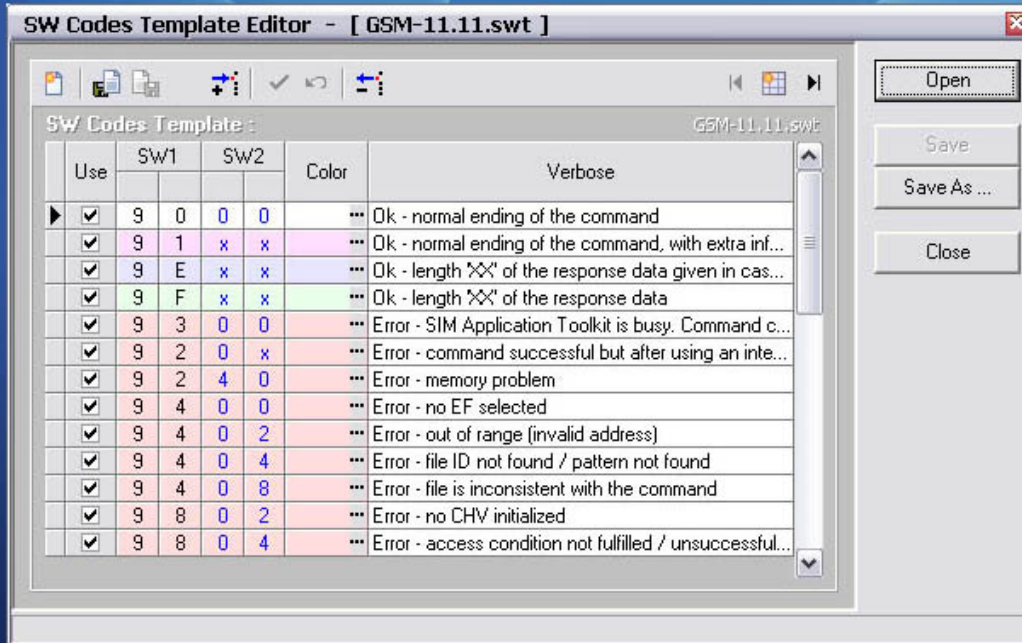 SW Codes Template Editor - [ GSM-11.11.swt ]
SW Codes Template : GSM-11.11.swt
Use SW1 SW2 Color Verbose
9 0 0 0 ... Ok - normal ending of the command
9 1 x x ... Ok - normal ending of the command, with extra inf...
9 E x x ... Ok - length 'XX' of the response data given in cas...
9 F x x ... Ok - length 'XX' of the response data
9 3 0 0 ... Error - SIM Application Toolkit is busy. Command c...
9 2 0 x ... Error - command successful but after using an inte...
9 2 4 0 ... Error - memory problem
9 4 0 0 ... Error - no EF selected
9 4 0 2 ... Error - out of range (invalid address)
9 4 0 4 ... Error - file ID not found / pattern not found
9 4 0 8 ... Error - file is inconsistent with the command
9 8 0 2 ... Error - no CHV initialized
9 8 0 4 ... Error - access condition not fulfilled / unsuccessful...
Open
Save
Save As ...
Close